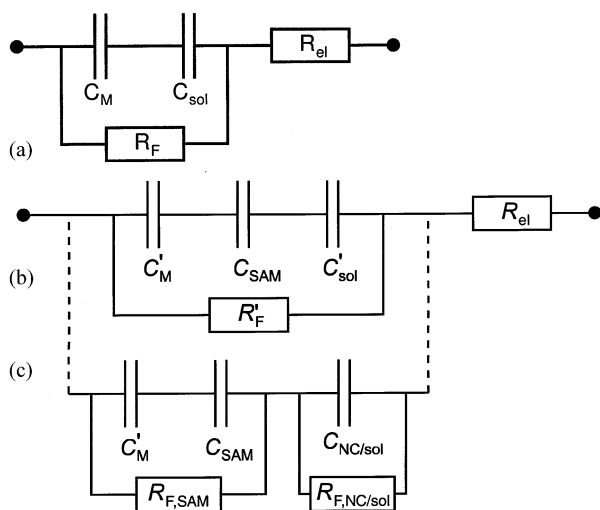 R_el
C_M C_sol
R_F
(a)
R_el
C'_M C_SAM C'_sol
(b)
R'_F
(c)
C'_M C_SAM C_NC/sol
R_F,SAM R_F,NC/sol